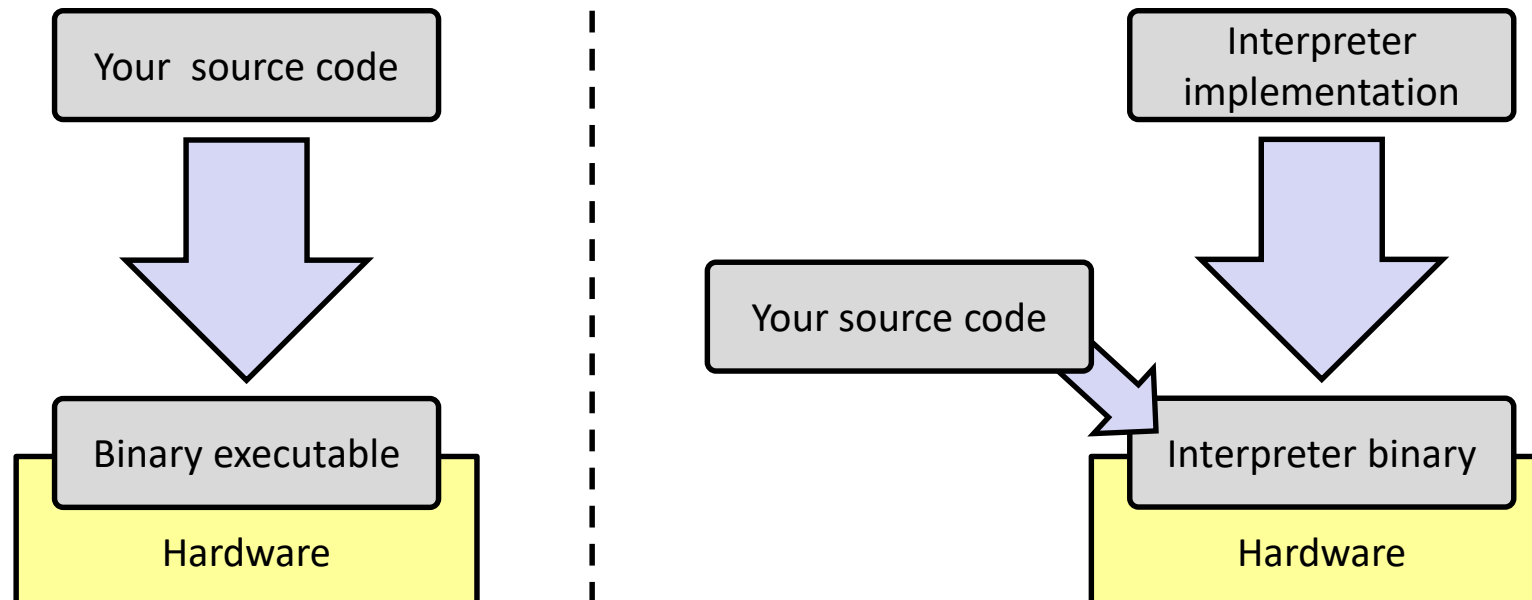 Your  source code
Binary executable
Hardware
Interpreter
implementation
Your source code
Interpreter binary
Hardware